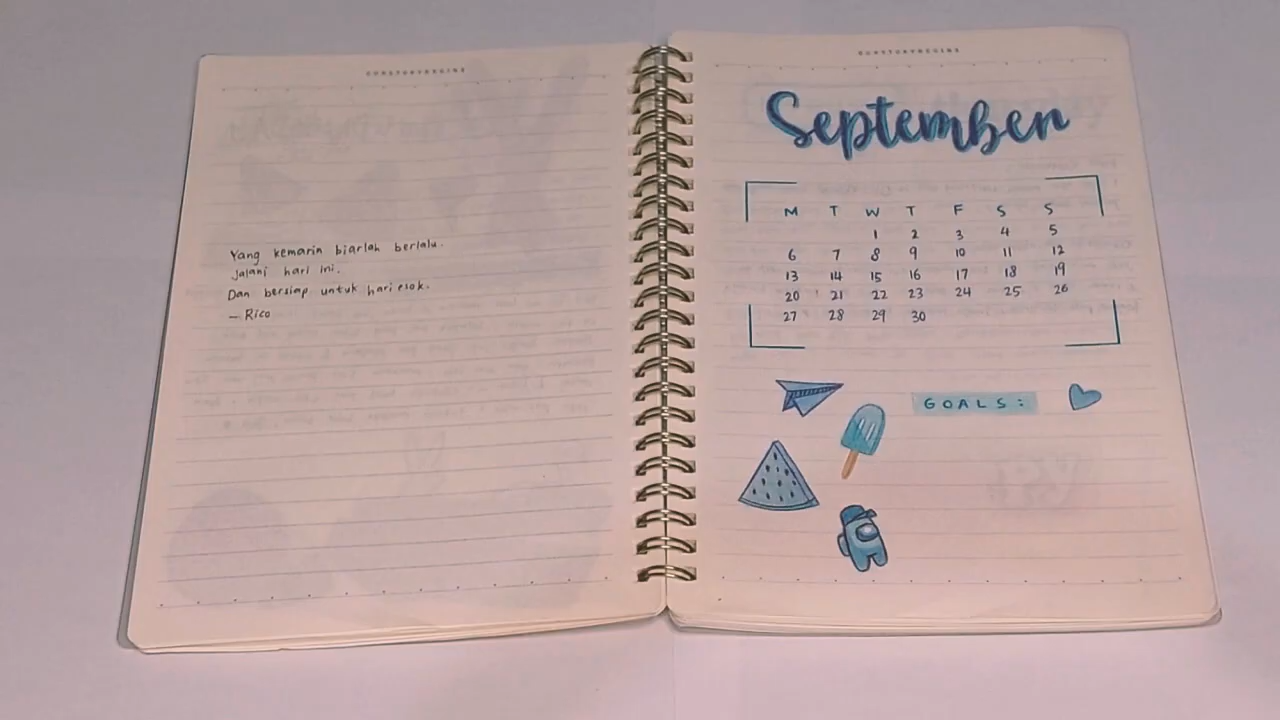 Yang kemarin biarlah berlalu.
Jalani hari ini.
Dan bersiap untuk hari esok.
– Rico
September
M T W T F S S
1 2 3 4 5
6 7 8 9 10 11 12
13 14 15 16 17 18 19
20 21 22 23 24 25 26
27 28 29 30
GOALS: